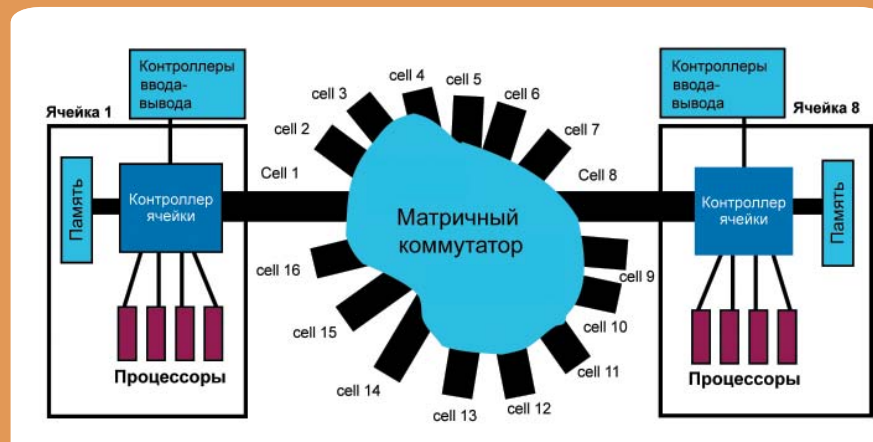 Контроллеры
ввода-
вывода
Ячейка 1
Память
Контроллер
ячейки
Процессоры
Cell 1
cell 2
cell 3
cell 4
cell 5
cell 6
cell 7
Cell 8
Матричный
коммутатор
cell 16
cell 15
cell 14
cell 13
cell 12
cell 11
cell 10
cell 9
Контроллеры
ввода-
вывода
Ячейка 8
Контроллер
ячейки
Память
Процессоры